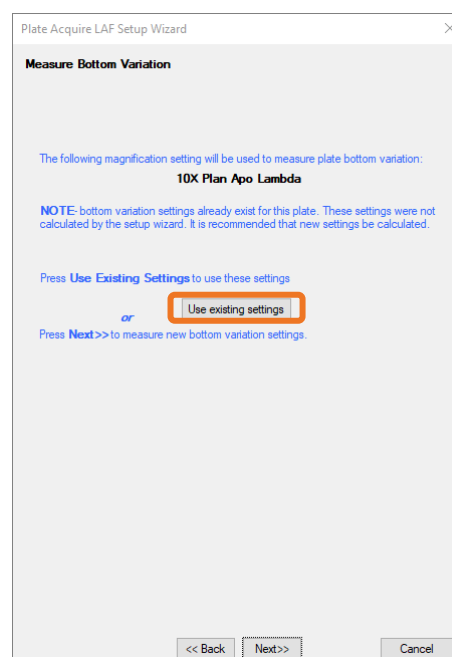 Plate Acquire LAF Setup Wizard
Measure Bottom Variation
The following magnification setting will be used to measure plate bottom variation:
10X Plan Apo Lambda
NOTE- bottom variation settings already exist for this plate. These settings were not
calculated by the setup wizard. It is recommended that new settings be calculated.
Press Use Existing Settings to use these settings
Use existing settings
or
Press Next>> to measure new bottom variation settings.
<< Back Next>> Cancel